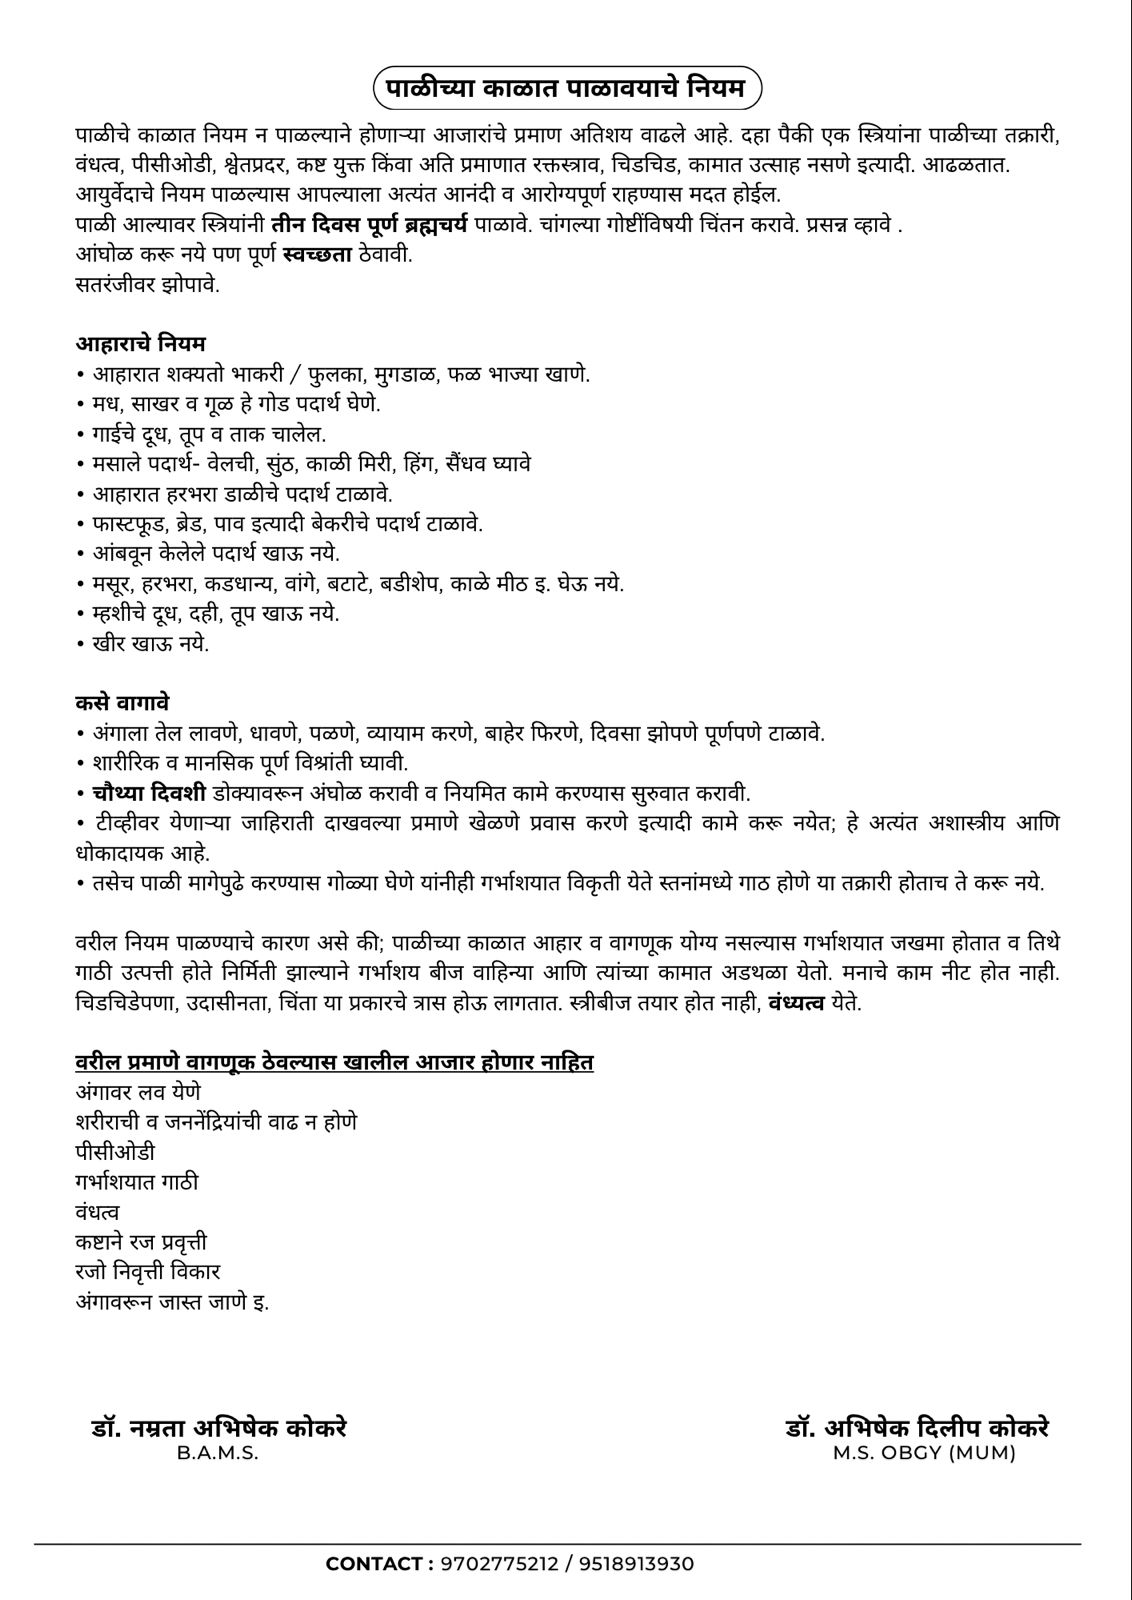 पाळीच्या काळात पाळावयाचे नियम
पाळीचे काळात नियम न पाळल्याने होणाऱ्या आजारांचे प्रमाण अतिशय वाढले आहे. दहा पैकी एक स्त्रियांना पाळीच्या तक्रारी,
वंधत्व, पीसीओडी, श्वेतप्रदर, कष्ट युक्त किंवा अति प्रमाणात रक्तस्त्राव, चिडचिड, कामात उत्साह नसणे इत्यादी. आढळतात.
आयुर्वेदाचे नियम पाळल्यास आपल्याला अत्यंत आनंदी व आरोग्यपूर्ण राहण्यास मदत होईल.
पाळी आल्यावर स्त्रियांनी तीन दिवस पूर्ण ब्रह्मचर्य पाळावे. चांगल्या गोष्टींविषयी चिंतन करावे. प्रसन्न व्हावे .
आंघोळ करू नये पण पूर्ण स्वच्छता ठेवावी.
सतरंजीवर झोपावे.
आहाराचे नियम
• आहारात शक्यतो भाकरी / फुलका, मुगडाळ, फळ भाज्या खाणे.
• मध, साखर व गूळ हे गोड पदार्थ घेणे.
• गाईचे दूध, तूप व ताक चालेल.
• मसाले पदार्थ- वेलची, सुंठ, काळी मिरी, हिंग, सैंधव घ्यावे
• आहारात हरभरा डाळीचे पदार्थ टाळावे.
• फास्टफूड, ब्रेड, पाव इत्यादी बेकरीचे पदार्थ टाळावे.
• आंबवून केलेले पदार्थ खाऊ नये.
• मसूर, हरभरा, कडधान्य, वांगे, बटाटे, बडीशेप, काळे मीठ इ. घेऊ नये.
• म्हशीचे दूध, दही, तूप खाऊ नये.
• खीर खाऊ नये.
कसे वागावे
• अंगाला तेल लावणे, धावणे, पळणे, व्यायाम करणे, बाहेर फिरणे, दिवसा झोपणे पूर्णपणे टाळावे.
• शारीरिक व मानसिक पूर्ण विश्रांती घ्यावी.
• चौथ्या दिवशी डोक्यावरून अंघोळ करावी व नियमित कामे करण्यास सुरुवात करावी.
• टीव्हीवर येणाऱ्या जाहिराती दाखवल्या प्रमाणे खेळणे प्रवास करणे इत्यादी कामे करू नयेत; हे अत्यंत अशास्त्रीय आणि
धोकादायक आहे.
• तसेच पाळी मागेपुढे करण्यास गोळ्या घेणे यांनीही गर्भाशयात विकृती येते स्तनांमध्ये गाठ होणे या तक्रारी होताच ते करू नये.
वरील नियम पाळण्याचे कारण असे की; पाळीच्या काळात आहार व वागणूक योग्य नसल्यास गर्भाशयात जखमा होतात व तिथे
गाठी उत्पत्ती होते निर्मिती झाल्याने गर्भाशय बीज वाहिन्या आणि त्यांच्या कामात अडथळा येतो. मनाचे काम नीट होत नाही.
चिडचिडेपणा, उदासीनता, चिंता या प्रकारचे त्रास होऊ लागतात. स्त्रीबीज तयार होत नाही, वंध्यत्व येते.
वरील प्रमाणे वागणूक ठेवल्यास खालील आजार होणार नाहित
अंगावर लव येणे
शरीराची व जननेंद्रियांची वाढ न होणे
पीसीओडी
गर्भाशयात गाठी
वंधत्व
कष्टाने रज प्रवृत्ती
रजो निवृत्ती विकार
अंगावरून जास्त जाणे इ.
डॉ. नम्रता अभिषेक कोकरे
B.A.M.S.
डॉ. अभिषेक दिलीप कोकरे
M.S. OBGY (MUM)
CONTACT : 9702775212 / 9518913930